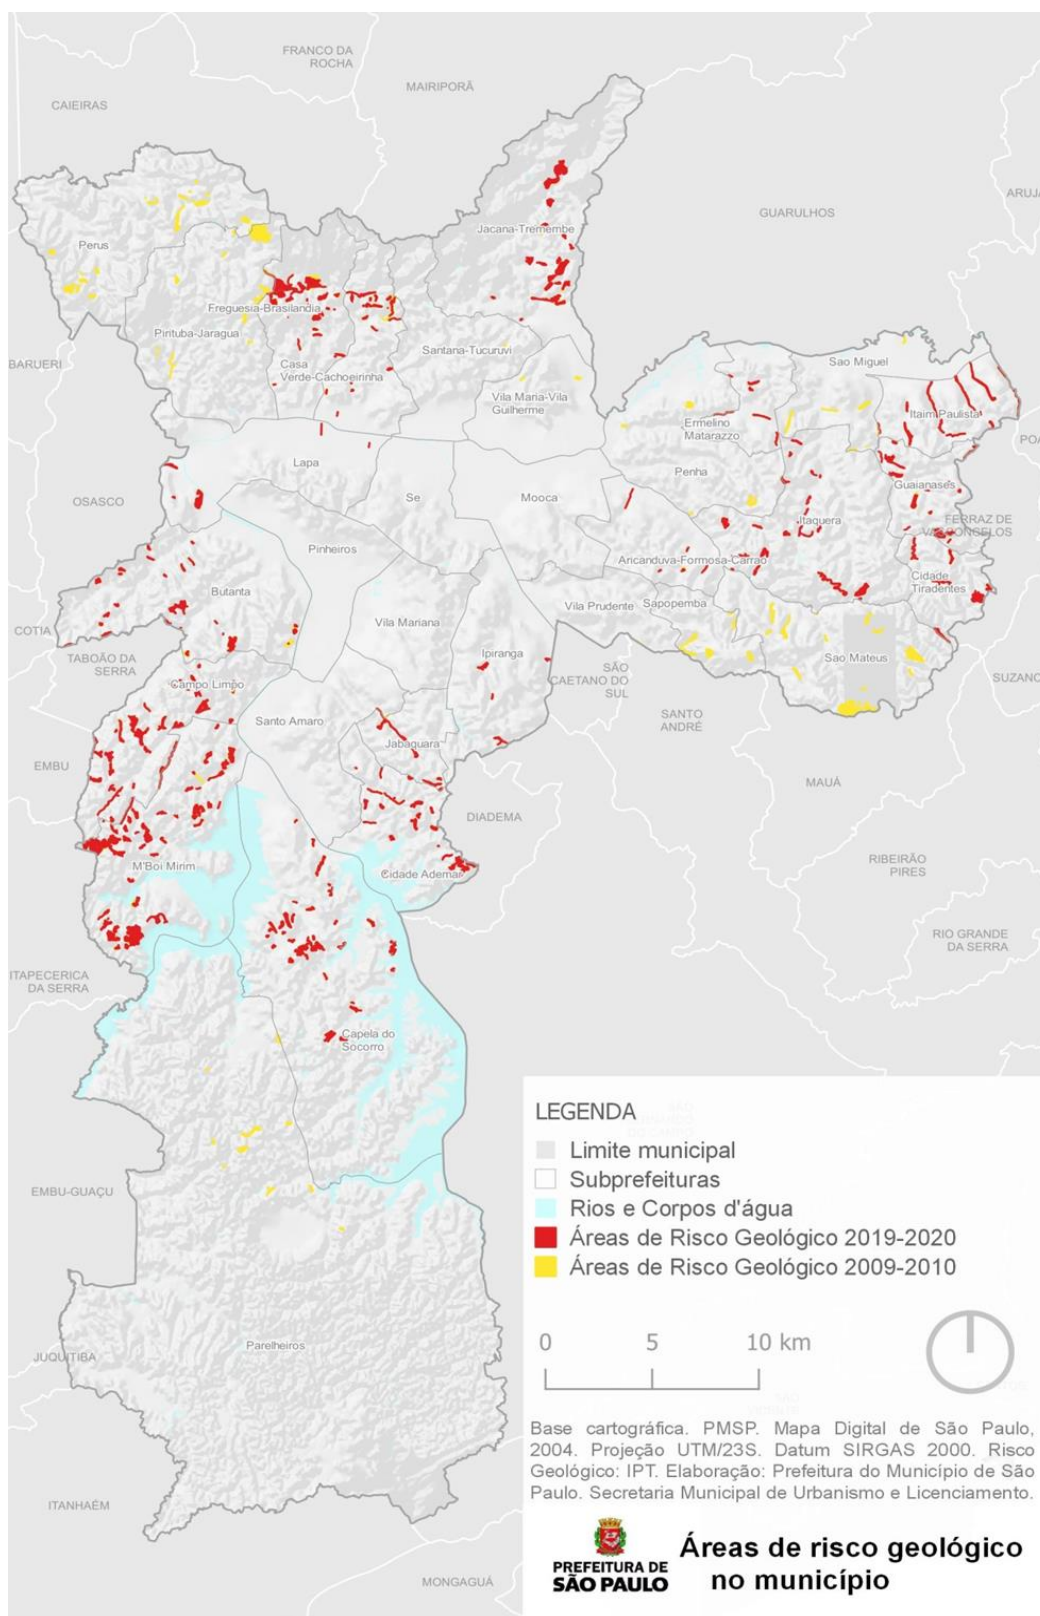 FRANCO DA
ROCHA
MAIRIPORÃ
CAIEIRAS
ARUJ
GUARULHOS
Jacana-Tremembe
Perus
Freguesia-Brasilandia
Pirituba-Jaragua
Santana-Tucuruvi
Casa
Verde-Cachoeirinha
BARUERI
Sao Miguel
Vila Maria-Vila
Guilherme
Itaim Paulista
Ermelino
Matarazzo
POÁ
Lapa
Penha
Guaianases
Se
Mooca
OSASCO
Itaquera
FERRAZ DE
VASCONCELOS
Pinheiros
Aricanduva-Formosa-Carrao
Cidade
Tiradentes
Butanta
Vila Prudente
Sapopemba
Vila Mariana
COTIA
Ipiranga
Sao Mateus
TABOÃO DA
SERRA
SÃO
CAETANO DO
SUL
SUZANO
Campo Limpo
Santo Amaro
SANTO
ANDRÉ
Jabaquara
EMBU
MAUÁ
DIADEMA
M'Boi Mirim
Cidade Ademar
RIBEIRÃO
PIRES
RIO GRANDE
DA SERRA
ITAPECERICA
DA SERRA
Capela do
Socorro
EMBU-GUAÇU
Parelheiros
JUQUITIBA
ITANHAÉM
MONGAGUÁ
LEGENDA
Limite municipal
Subprefeituras
Rios e Corpos d'água
Áreas de Risco Geológico 2019-2020
Áreas de Risco Geológico 2009-2010
0 5 10 km
Base cartográfica. PMSP. Mapa Digital de São Paulo,
2004. Projeção UTM/23S. Datum SIRGAS 2000. Risco
Geológico: IPT. Elaboração: Prefeitura do Município de São
Paulo. Secretaria Municipal de Urbanismo e Licenciamento.
PREFEITURA DE
SÃO PAULO
Áreas de risco geológico
no município